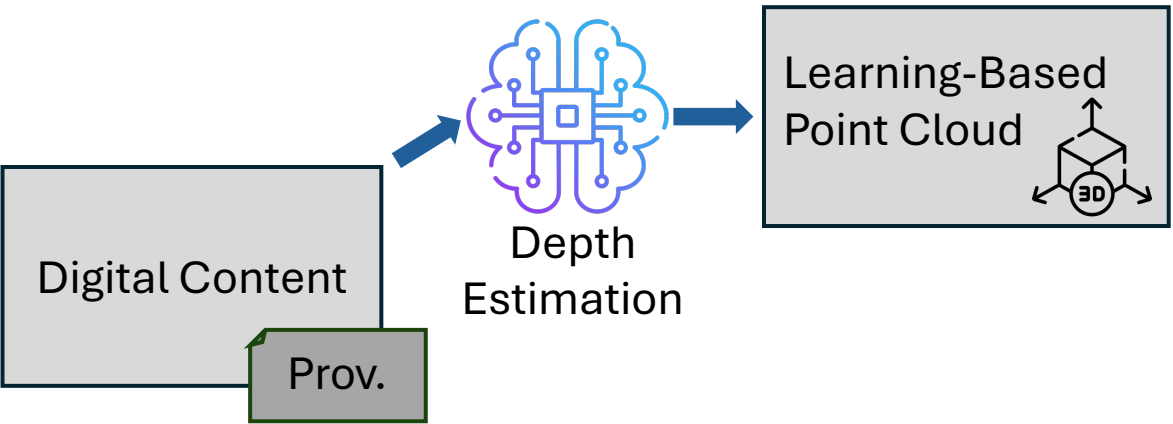 Digital Content
Prov.
Depth
Estimation
Learning-Based
Point Cloud
3D